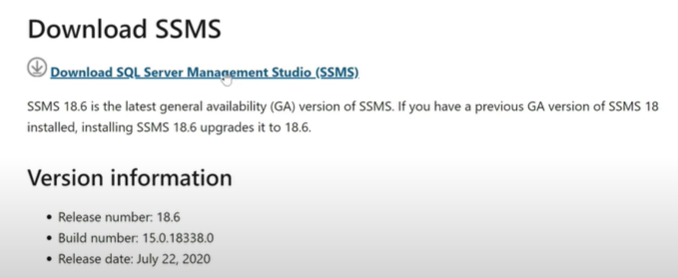 Download SSMS
Download SQL Server Management Studio (SSMS)
SSMS 18.6 is the latest general availability (GA) version of SSMS. If you have a previous GA version of SSMS 18
installed, installing SSMS 18.6 upgrades it to 18.6.
Version information
• Release number: 18.6
• Build number: 15.0.18338.0
• Release date: July 22, 2020